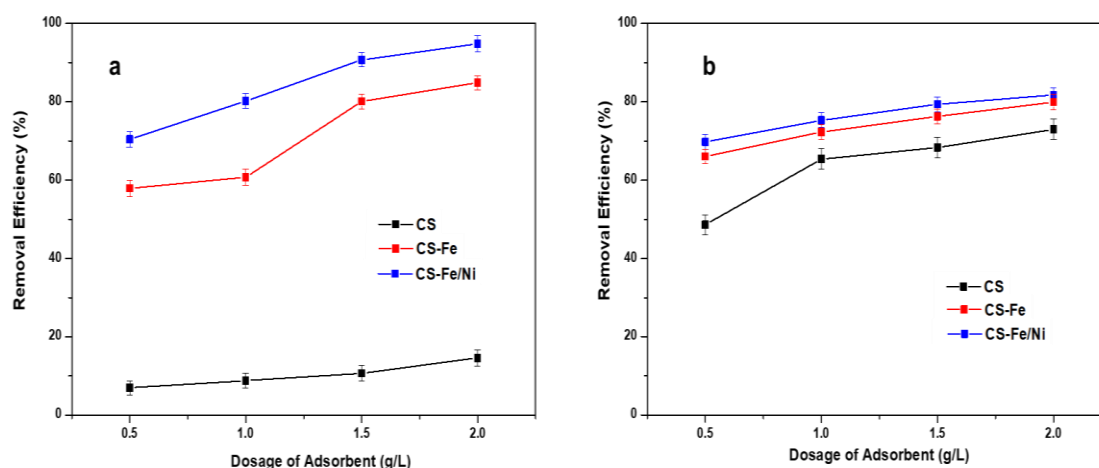 a
Removal Efficiency (%)
100
80
60
40
20
0
CS
CS-Fe
CS-Fe/Ni
0.5 1.0 1.5 2.0
Dosage of Adsorbent (g/L)
b
Removal Efficiency (%)
100
80
60
40
20
0
CS
CS-Fe
CS-Fe/Ni
0.5 1.0 1.5 2.0
Dosage of Adsorbent (g/L)